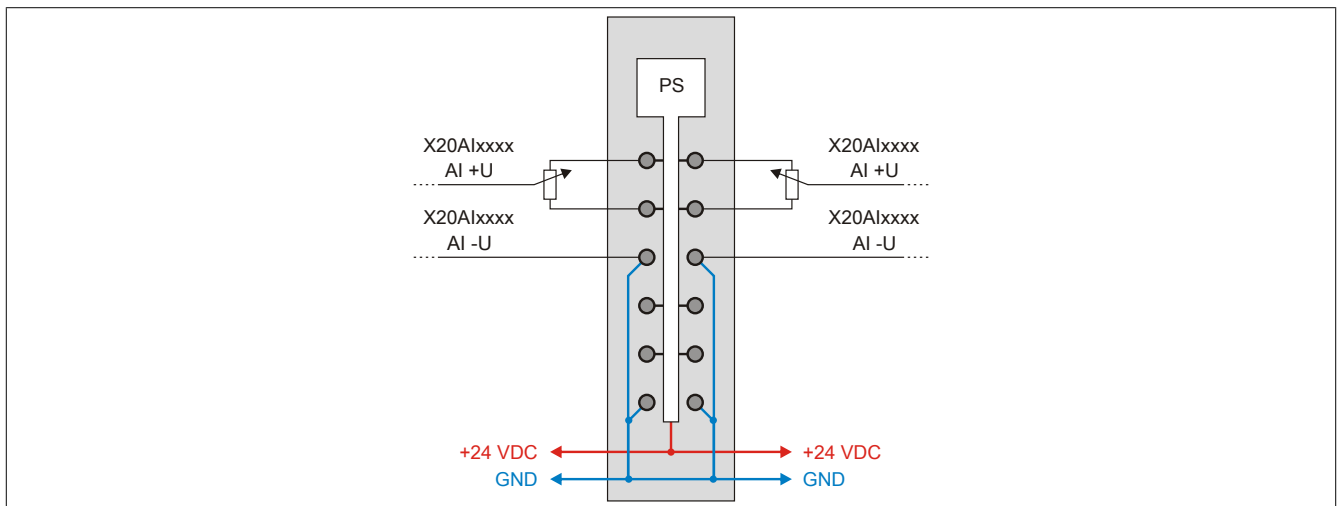 PS
X20AIxxxx
AI +U
X20AIxxxx
AI +U
X20AIxxxx
AI -U
X20AIxxxx
AI -U
+24 VDC
+24 VDC
GND
GND